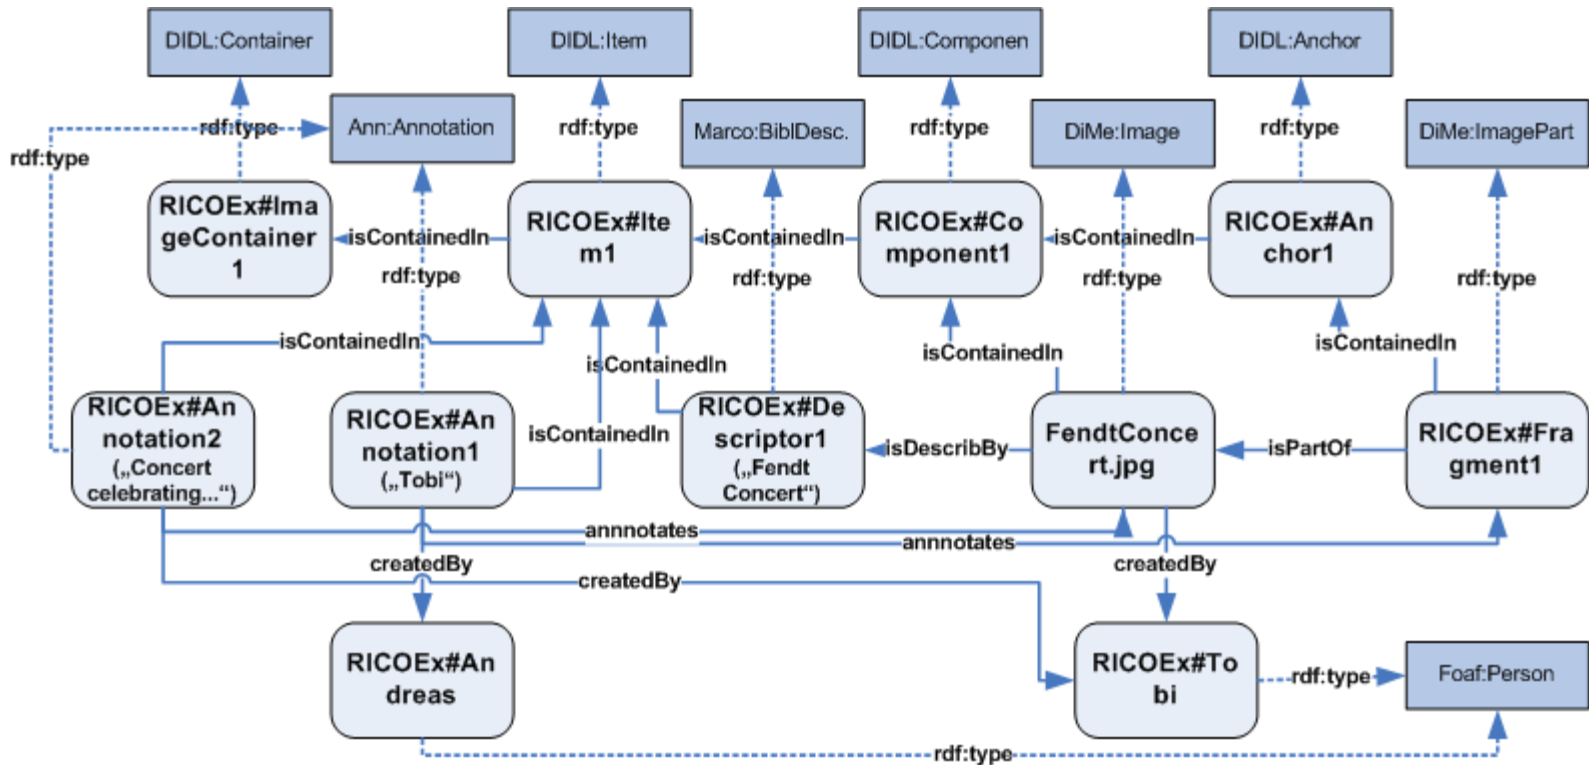 DIDL:Container
DIDL:Item
DIDL:Componen
DIDL:Anchor
rdf:type
Ann:Annotation
rdf:type
Marco:BiblDesc.
rdf:type
DiMe:Image
rdf:type
DiMe:ImagePart
rdf:type
RICOEx#Ima
geContainer
1
isContainedIn
RICOEx#Ite
m1
isContainedIn
RICOEx#Co
mponent1
isContainedIn
RICOEx#An
chor1
rdf:type
rdf:type
rdf:type
rdf:type
isContainedIn
isContainedIn
isContainedIn
isContainedIn
RICOEx#An
notation2
(„Concert
celebrating...“)
RICOEx#An
notation1
(„Tobi“)
isContainedIn
RICOEx#De
scriptor1
(„Fendt
Concert“)
isDescribBy
FendtConce
rt.jpg
isPartOf
RICOEx#Fra
gment1
annnotates
annnotates
createdBy
createdBy
createdBy
RICOEx#An
dreas
RICOEx#To
bi
rdf:type
Foaf:Person
rdf:type